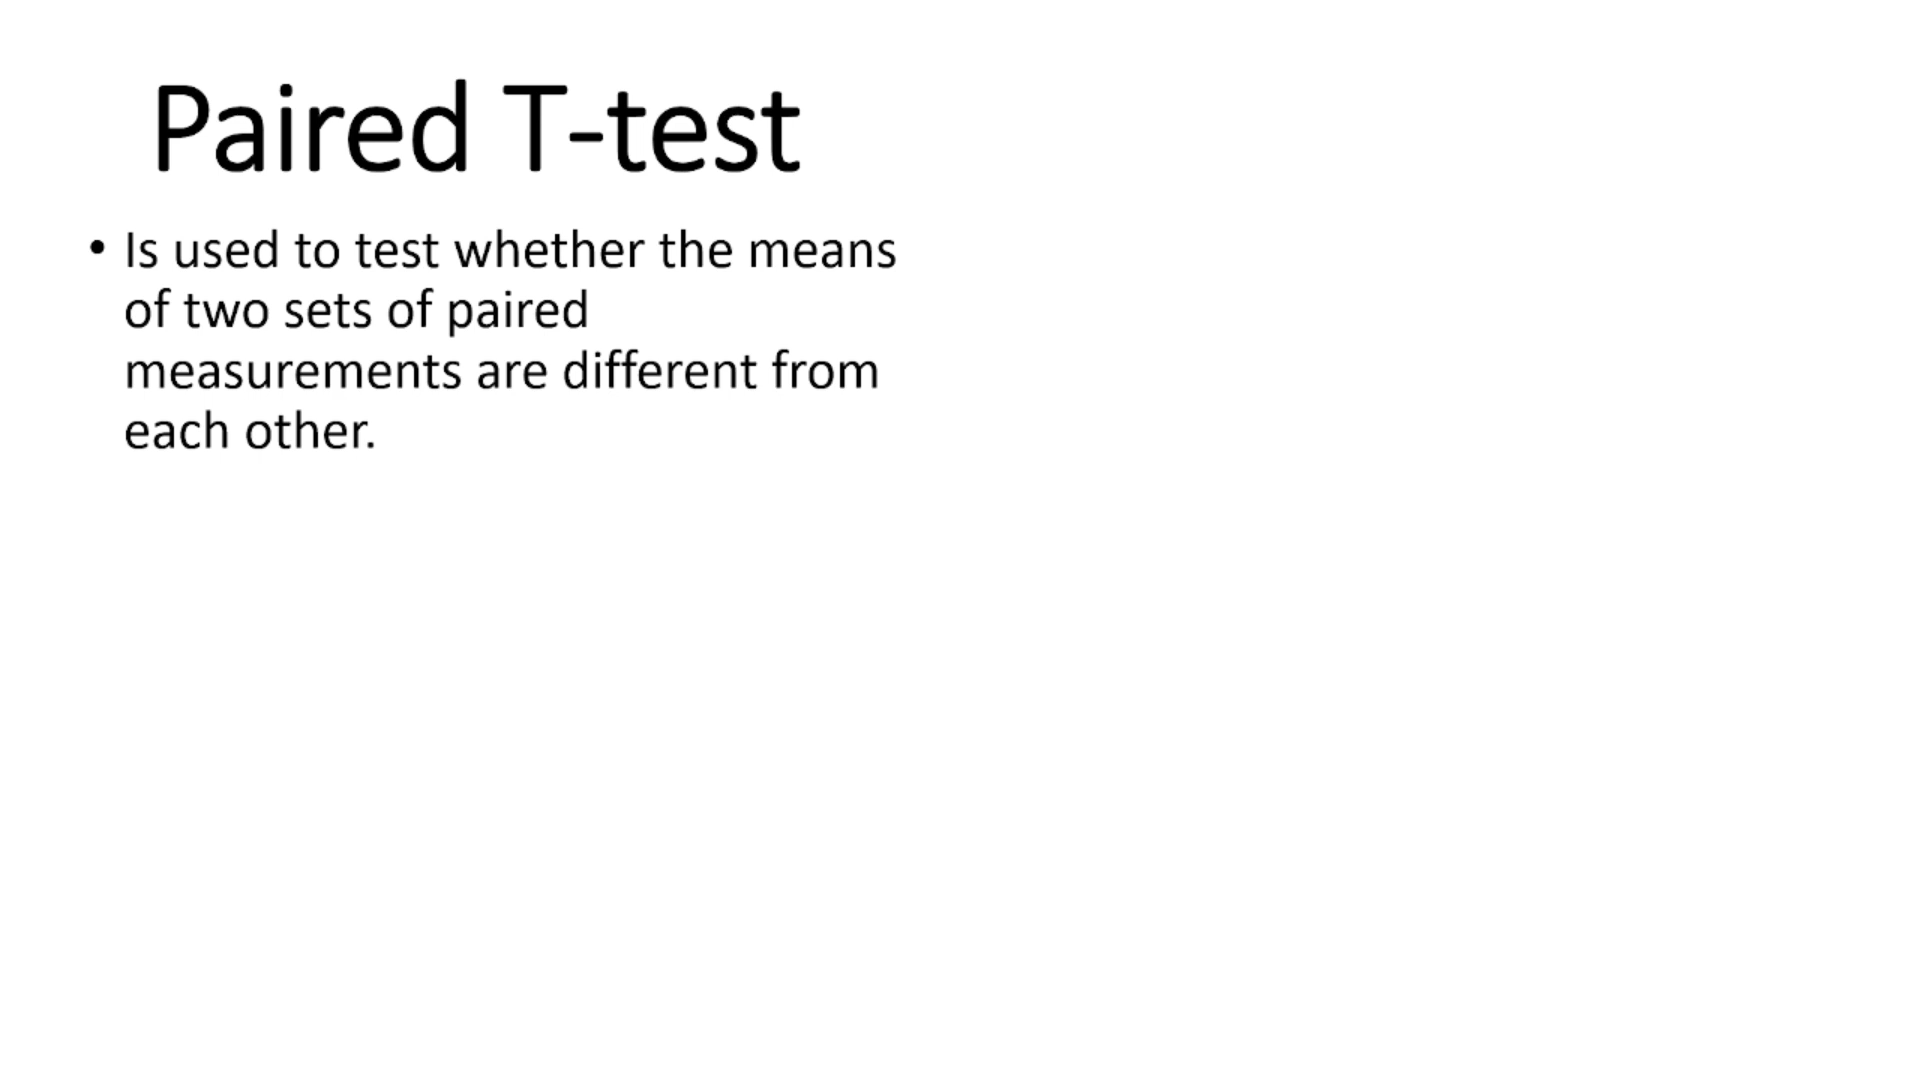 Paired T-test
• Is used to test whether the means
of two sets of paired
measurements are different from
each other.